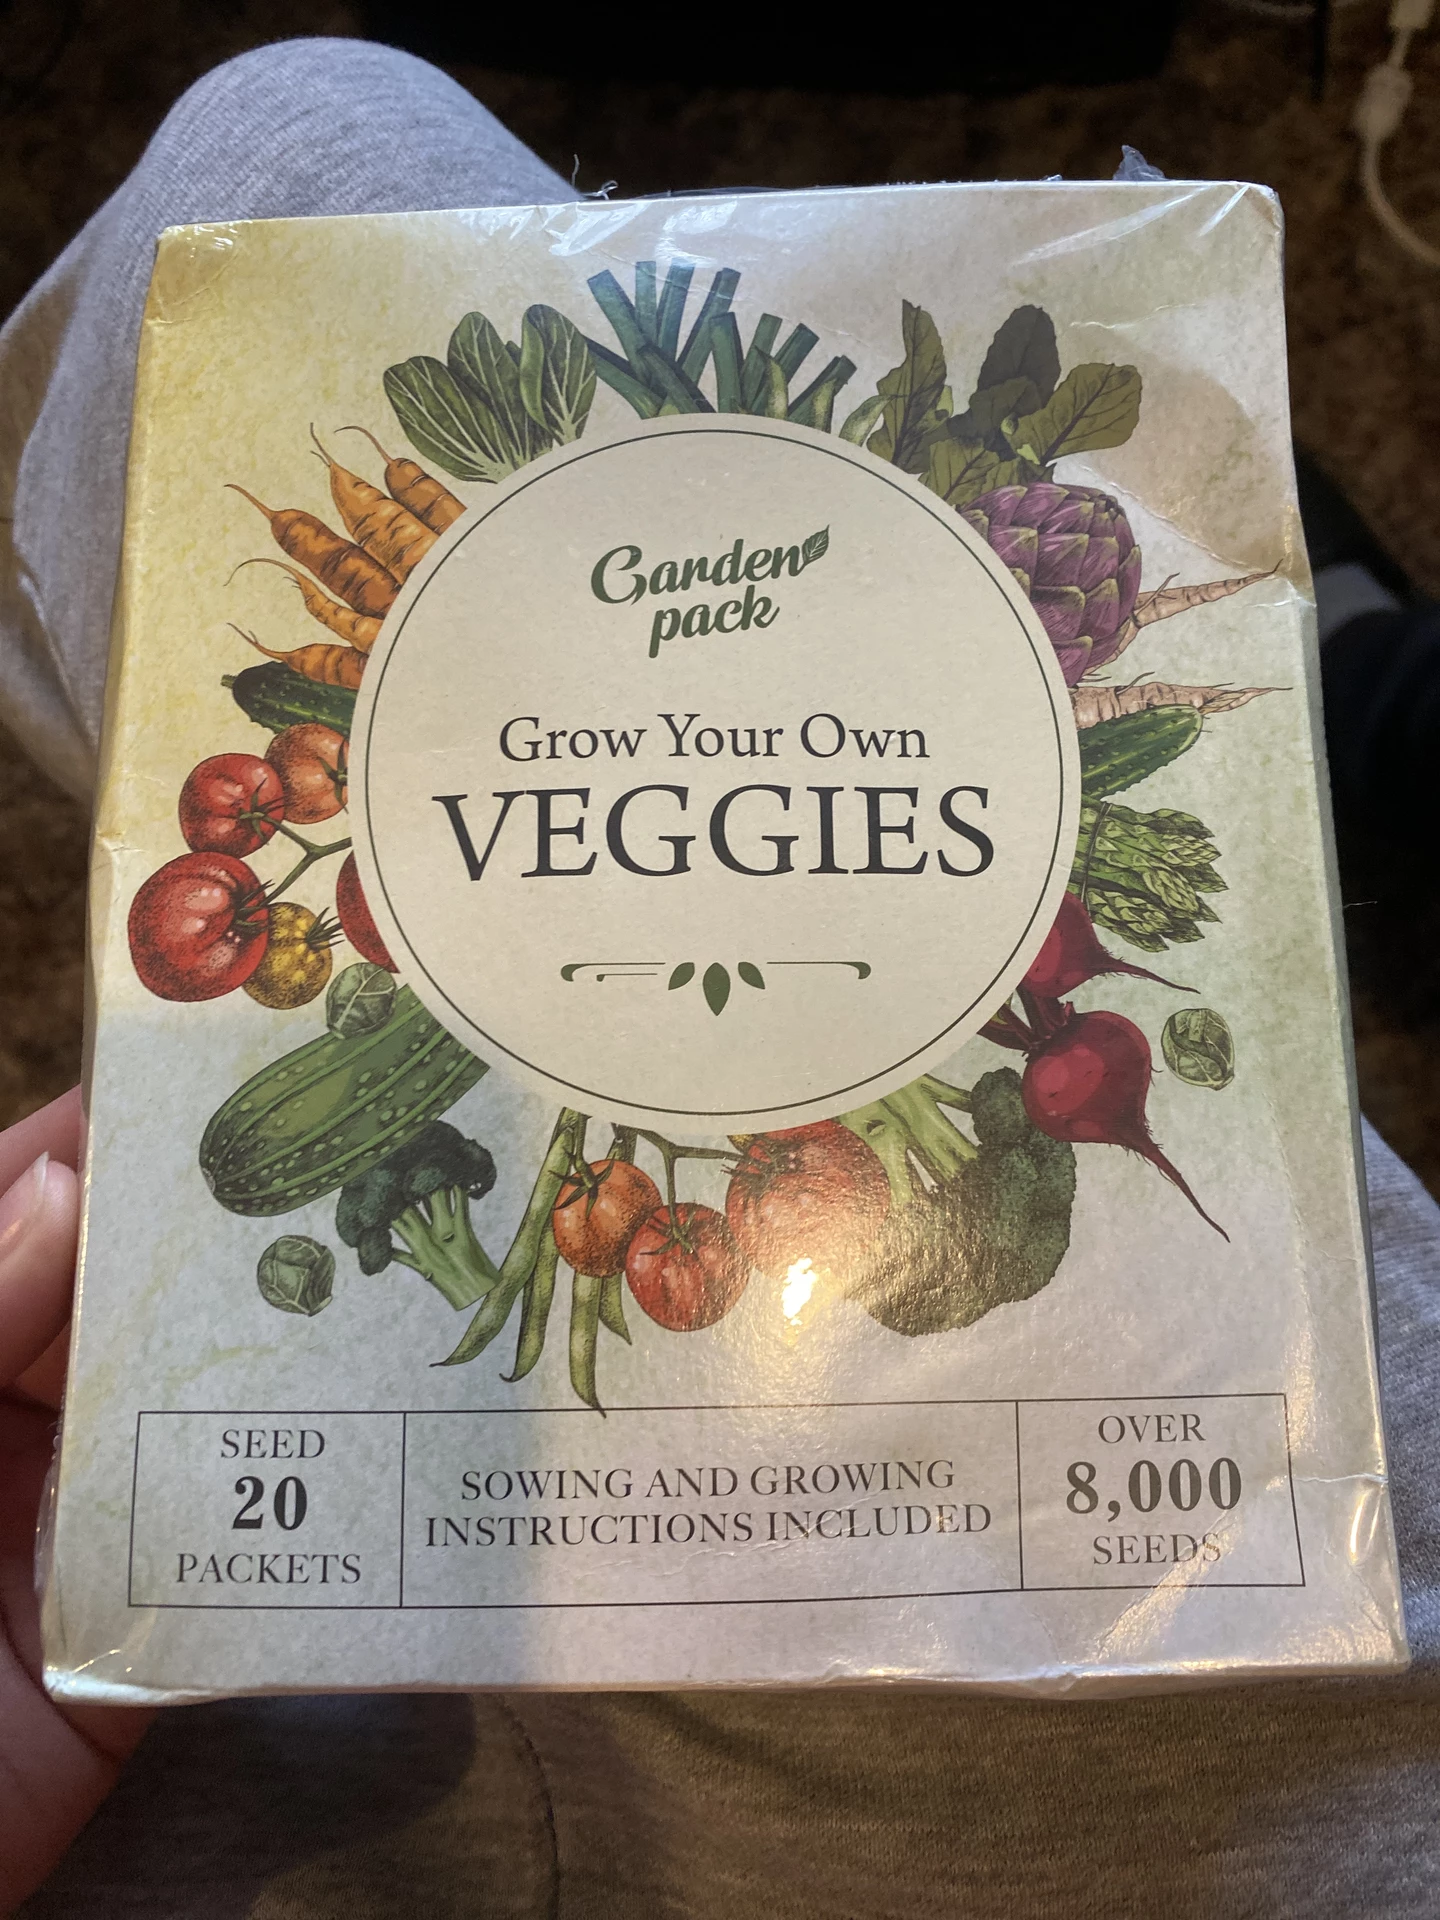 Garden
pack
Grow Your Own
VEGGIES
SEED
20
PACKETS
SOWING AND GROWING
INSTRUCTIONS INCLUDED
OVER
8,000
SEEDS